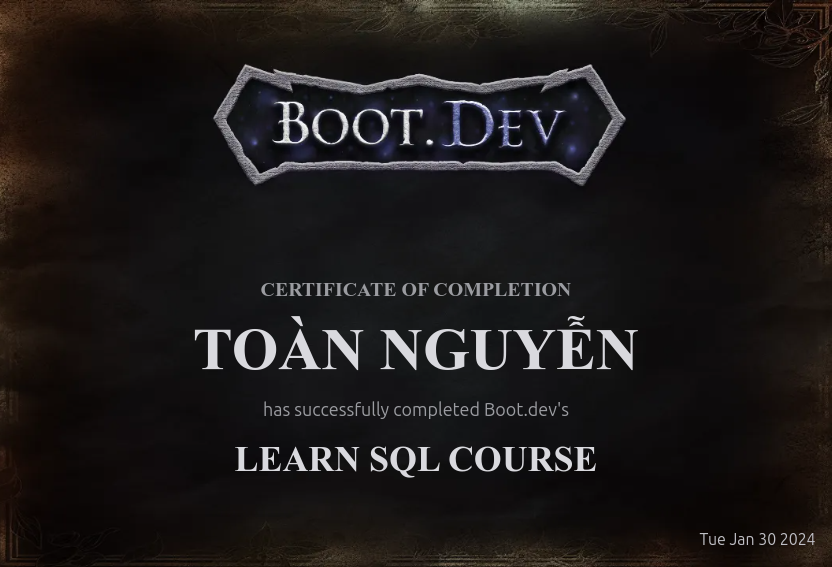 BOOT.DEV
CERTIFICATE OF COMPLETION
TOÀN NGUYỄN
has successfully completed Boot.dev's
LEARN SQL COURSE
Tue Jan 30 2024